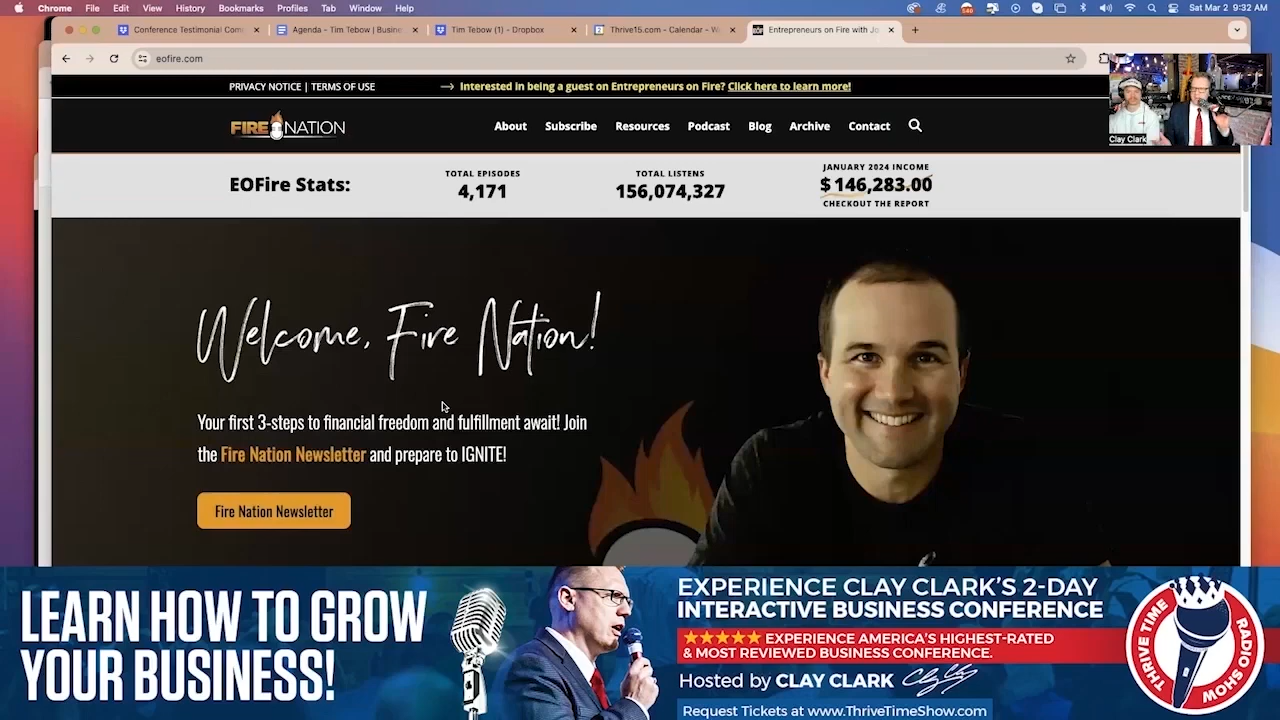 Chrome File Edit View History Bookmarks Profiles Tab Window Help Sat Mar 2 9:32 AM
Conference Testimonial Com Agenda - Tim Tebow | Busine Tim Tebow (1) - Dropbox Thrive15.com - Calendar - W Entrepreneurs on Fire with Jo
eofire.com
PRIVACY NOTICE | TERMS OF USE Interested in being a guest on Entrepreneurs on Fire? Click here to learn more!
FIRE NATION About Subscribe Resources Podcast Blog Archive Contact
Clay Clark
EOFire Stats:
TOTAL EPISODES
4,171
TOTAL LISTENS
156,074,327
JANUARY 2024 INCOME
$146,283.00
CHECKOUT THE REPORT
Welcome, Fire Nation!
Your first 3-steps to financial freedom and fulfillment await! Join
the Fire Nation Newsletter and prepare to IGNITE!
Fire Nation Newsletter
LEARN HOW TO GROW
YOUR BUSINESS!
EXPERIENCE CLAY CLARK'S 2-DAY
INTERACTIVE BUSINESS CONFERENCE
★★★★★ EXPERIENCE AMERICA'S HIGHEST-RATED
& MOST REVIEWED BUSINESS CONFERENCE.
Hosted by CLAY CLARK
Request Tickets at www.ThriveTimeShow.com
THRIVE TIME RADIO SHOW